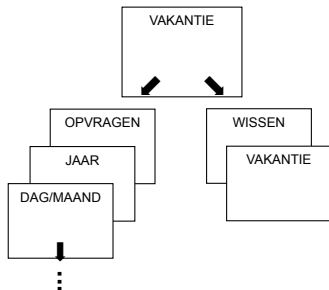 VAKANTIE
OPVRAGEN
JAAR
DAG/MAAND
WISSEN
VAKANTIE